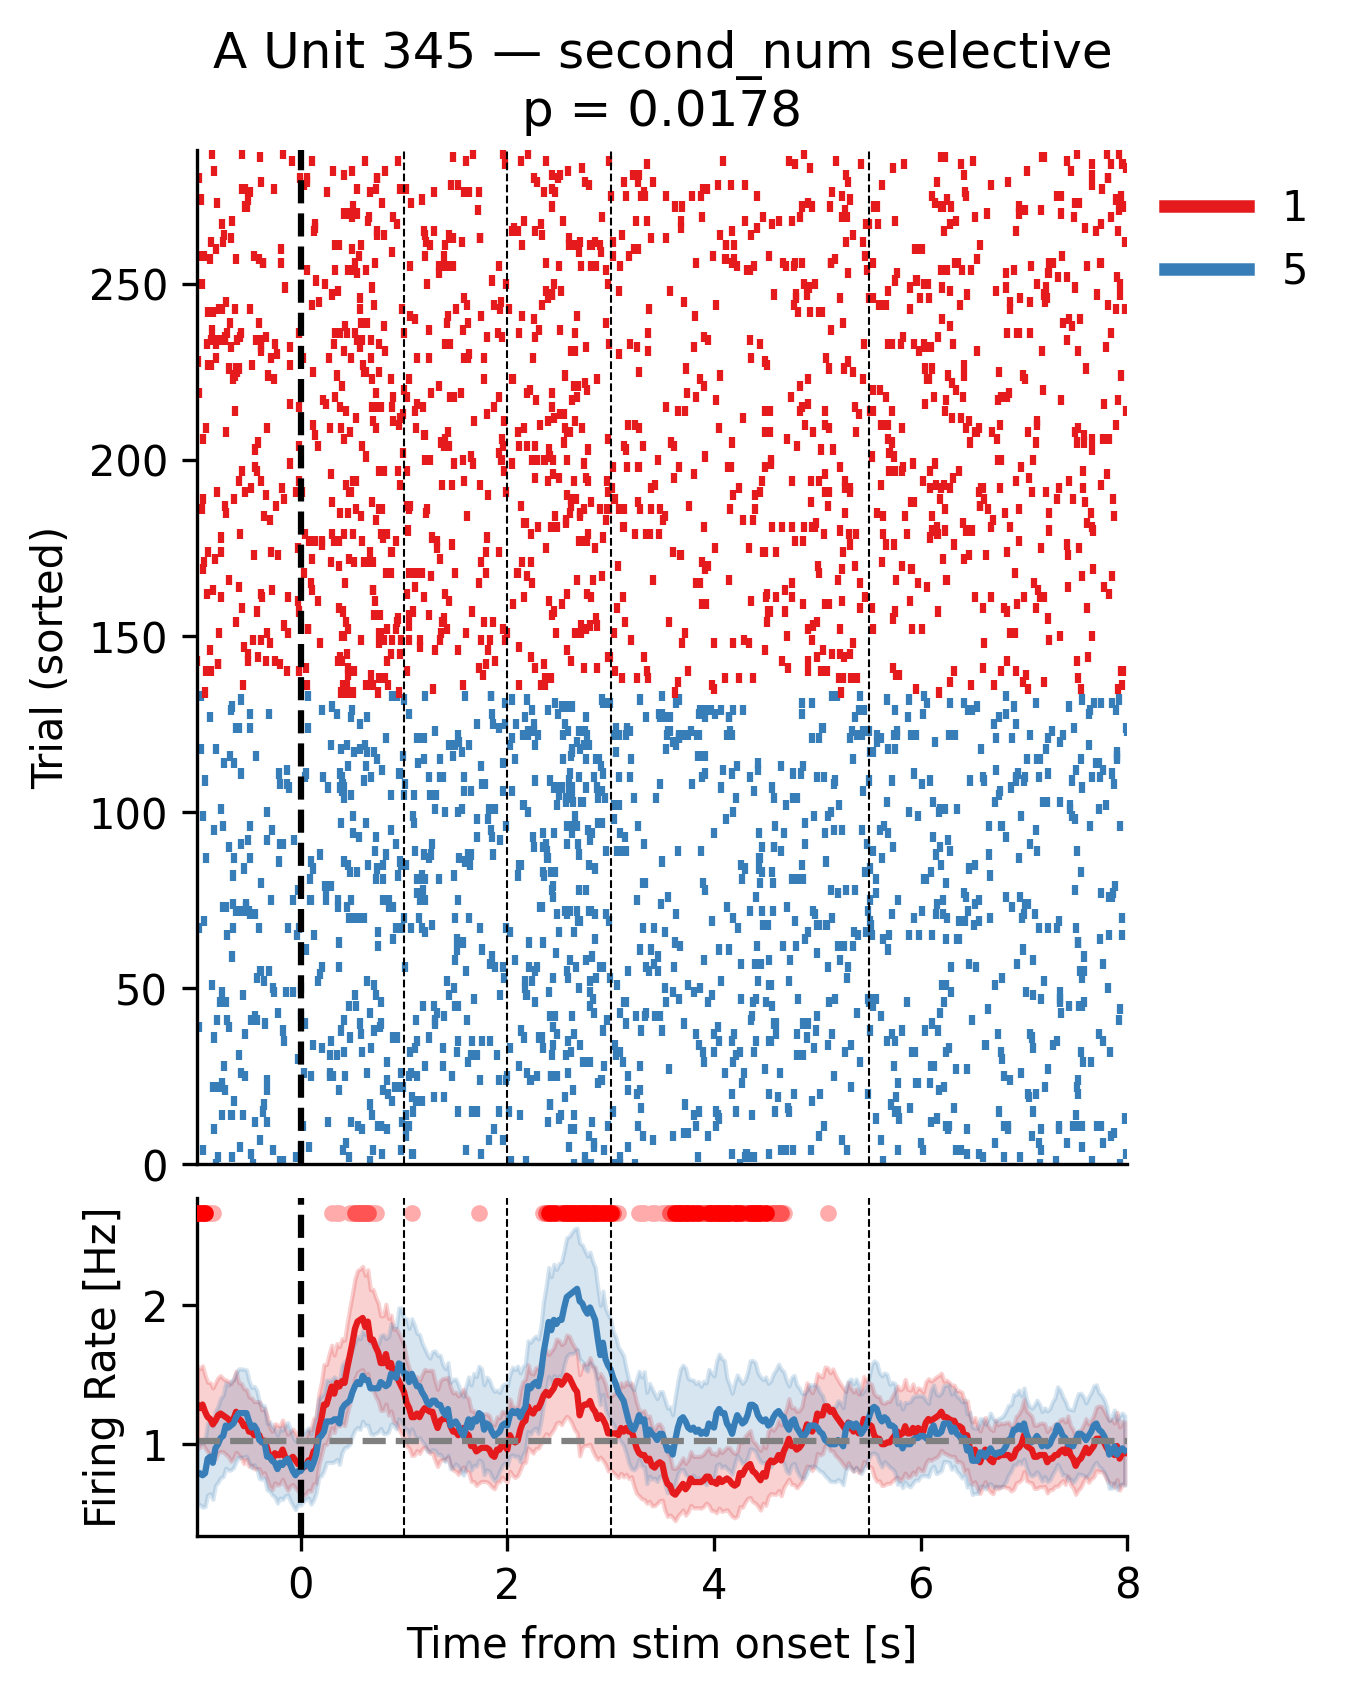 A Unit 345 — second_num selective
p = 0.0178
1
5
250
200
150
100
50
0
Trial (sorted)
2
1
Firing Rate [Hz]
0 2 4 6 8
Time from stim onset [s]